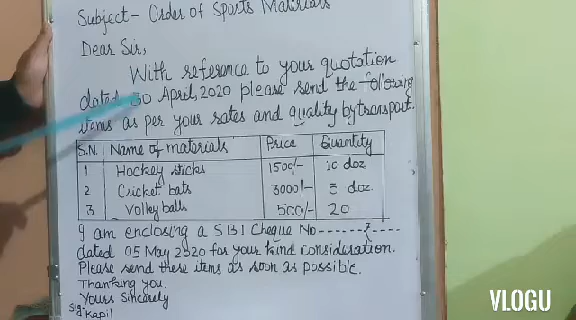 Subject- Order of Sports Materials
Dear Sir,
With reference to your quotation
dated 30 April, 2020 please send the following
items as per your rates and quality by transport.
S.N. Name of materials Price Quantity
1 Hockey sticks 1500/- 10 doz
2 Cricket bats 3000/- 5 doz.
3 Volley balls 500/- 20
I am enclosing a SBI Cheque No-------?----
dated 05 May 2020 for your kind consideration.
Please send these items as soon as possible.
Thanking you.
Yours Sincerely
Sig- Kapil
VLOGU